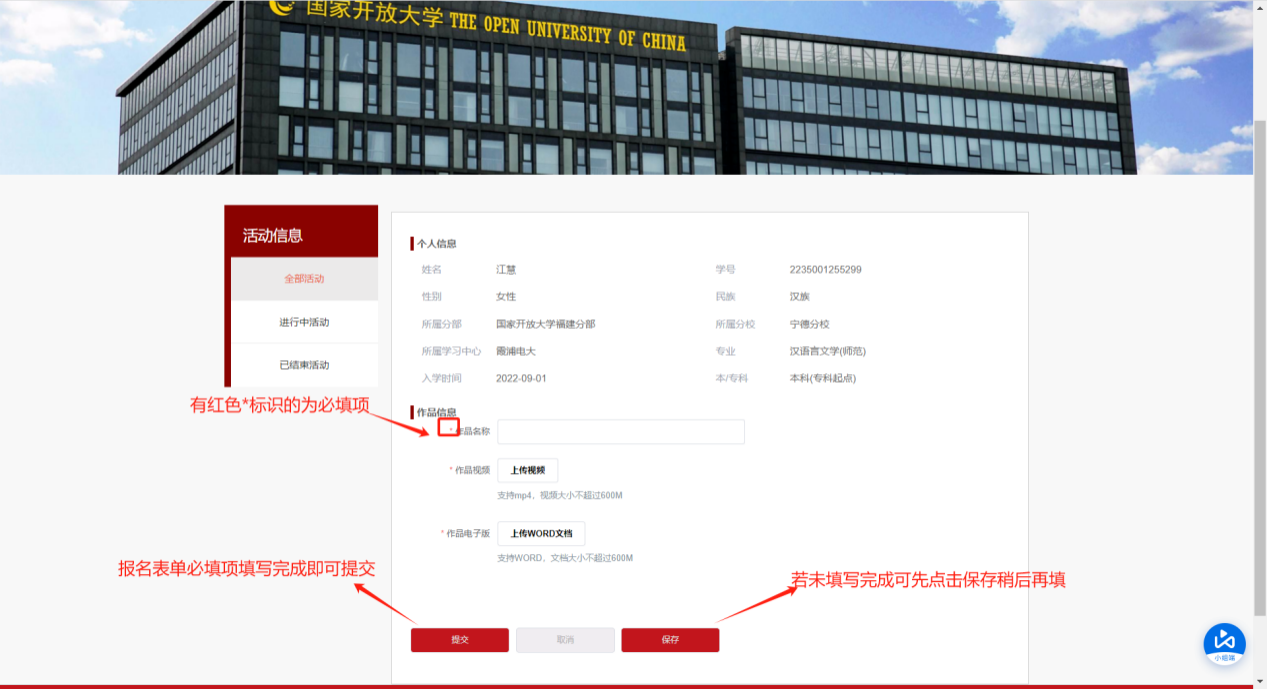 国家开放大学 THE OPEN UNIVERSITY OF CHINA
活动信息
全部活动
进行中活动
已结束活动
个人信息
姓名 江慧 学号 2235001255299
性别 女性 民族 汉族
所属分部 国家开放大学福建分部 所属分校 宁德分校
所属学习中心 霞浦电大 专业 汉语言文学(师范)
入学时间 2022-09-01 本/专科 本科(专科起点)
有红色*标识的为必填项
作品信息
* 作品名称
* 作品视频 上传视频
支持mp4，视频大小不超过600M
* 作品电子版 上传WORD文档
支持WORD，文档大小不超过600M
报名表单必填项填写完成即可提交
若未填写完成可先点击保存稍后再填
提交 取消 保存